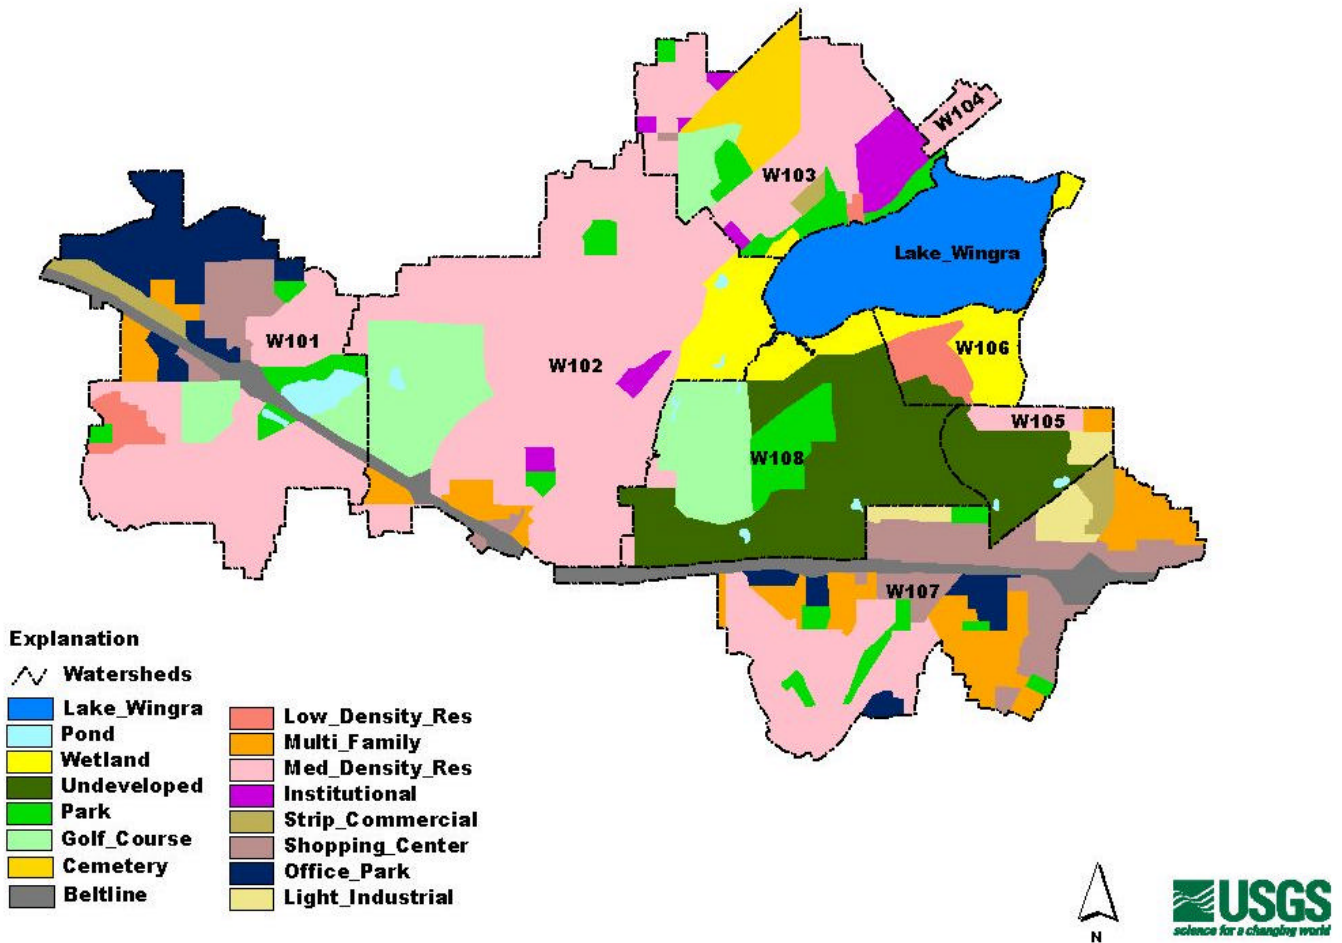 W104
W103
Lake_Wingra
W101
W102
W106
W105
W108
W107
Explanation
Watersheds
Lake_Wingra
Pond
Wetland
Undeveloped
Park
Golf_Course
Cemetery
Beltline
Low_Density_Res
Multi_Family
Med_Density_Res
Institutional
Strip_Commercial
Shopping_Center
Office_Park
Light_Industrial
N
USGS
science for a changing world